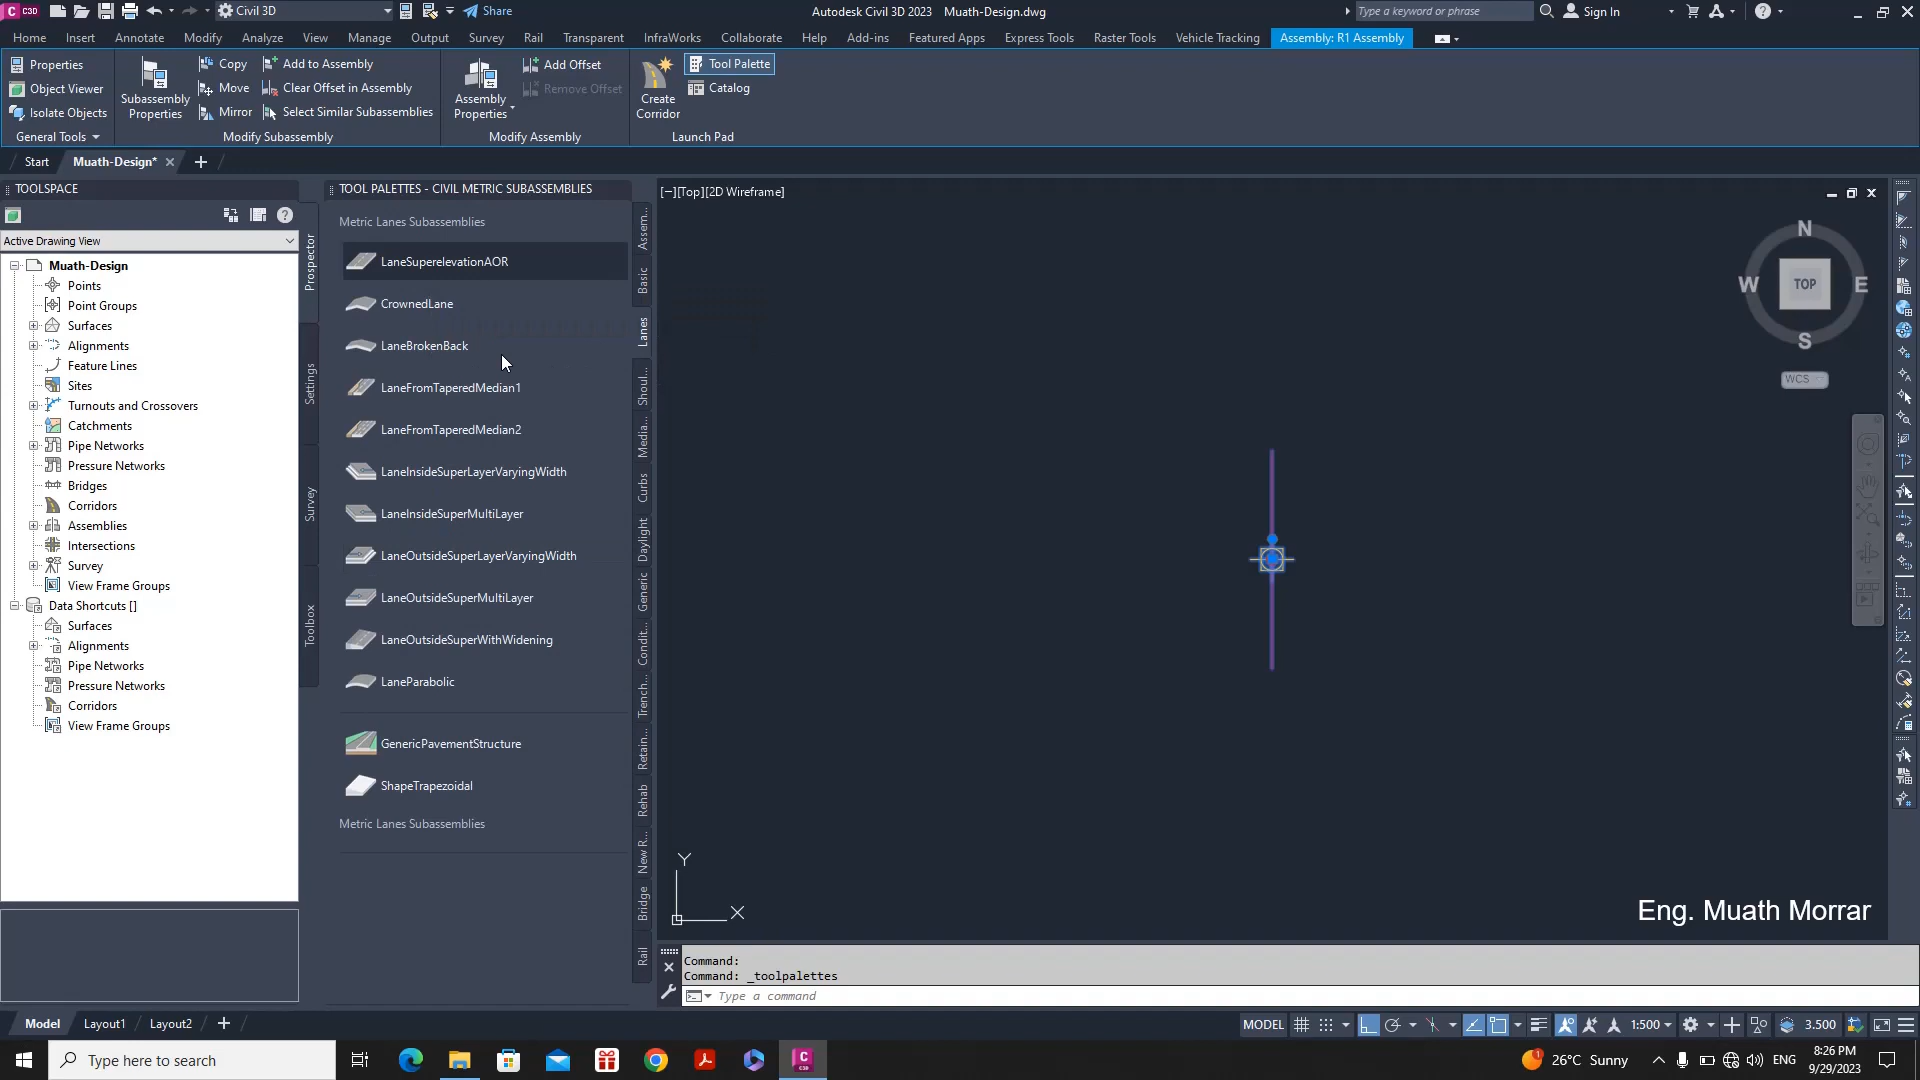 C3D
Civil 3D
Share
Autodesk Civil 3D 2023 Muath-Design.dwg
Type a keyword or phrase
Sign In
Home Insert Annotate Modify Analyze View Manage Output Survey Rail Transparent InfraWorks Collaborate Help Add-ins Featured Apps Express Tools Raster Tools Vehicle Tracking Assembly: R1 Assembly
Properties
Object Viewer
Isolate Objects
General Tools
Subassembly Properties
Copy
Move
Mirror
Add to Assembly
Clear Offset in Assembly
Select Similar Subassemblies
Modify Subassembly
Assembly Properties
Add Offset
Remove Offset
Modify Assembly
Create Corridor
Tool Palette
Catalog
Launch Pad
Start Muath-Design*
TOOLSPACE
Active Drawing View
Muath-Design
Points
Point Groups
Surfaces
Alignments
Feature Lines
Sites
Turnouts and Crossovers
Catchments
Pipe Networks
Pressure Networks
Bridges
Corridors
Assemblies
Intersections
Survey
View Frame Groups
Data Shortcuts []
Surfaces
Alignments
Pipe Networks
Pressure Networks
Corridors
View Frame Groups
Prospector
Settings
Survey
Toolbox
TOOL PALETTES - CIVIL METRIC SUBASSEMBLIES
Metric Lanes Subassemblies
LaneSuperelevationAOR
CrownedLane
LaneBrokenBack
LaneFromTaperedMedian1
LaneFromTaperedMedian2
LaneInsideSuperLayerVaryingWidth
LaneInsideSuperMultiLayer
LaneOutsideSuperLayerVaryingWidth
LaneOutsideSuperMultiLayer
LaneOutsideSuperWithWidening
LaneParabolic
GenericPavementStructure
ShapeTrapezoidal
Metric Lanes Subassemblies
Assem...
Basic
Lanes
Shoul...
Media...
Curbs
Daylight
Generic
Condit...
Trench...
Retain...
Rehab
New R...
Bridge
Rail
[−][Top][2D Wireframe]
N
W TOP E
S
WCS
Y
X
Eng. Muath Morrar
Command:
Command: _toolpalettes
Type a command
Model Layout1 Layout2
MODEL 1:500 3.500
Type here to search
C
C3D
26°C Sunny
ENG
8:26 PM
9/29/2023